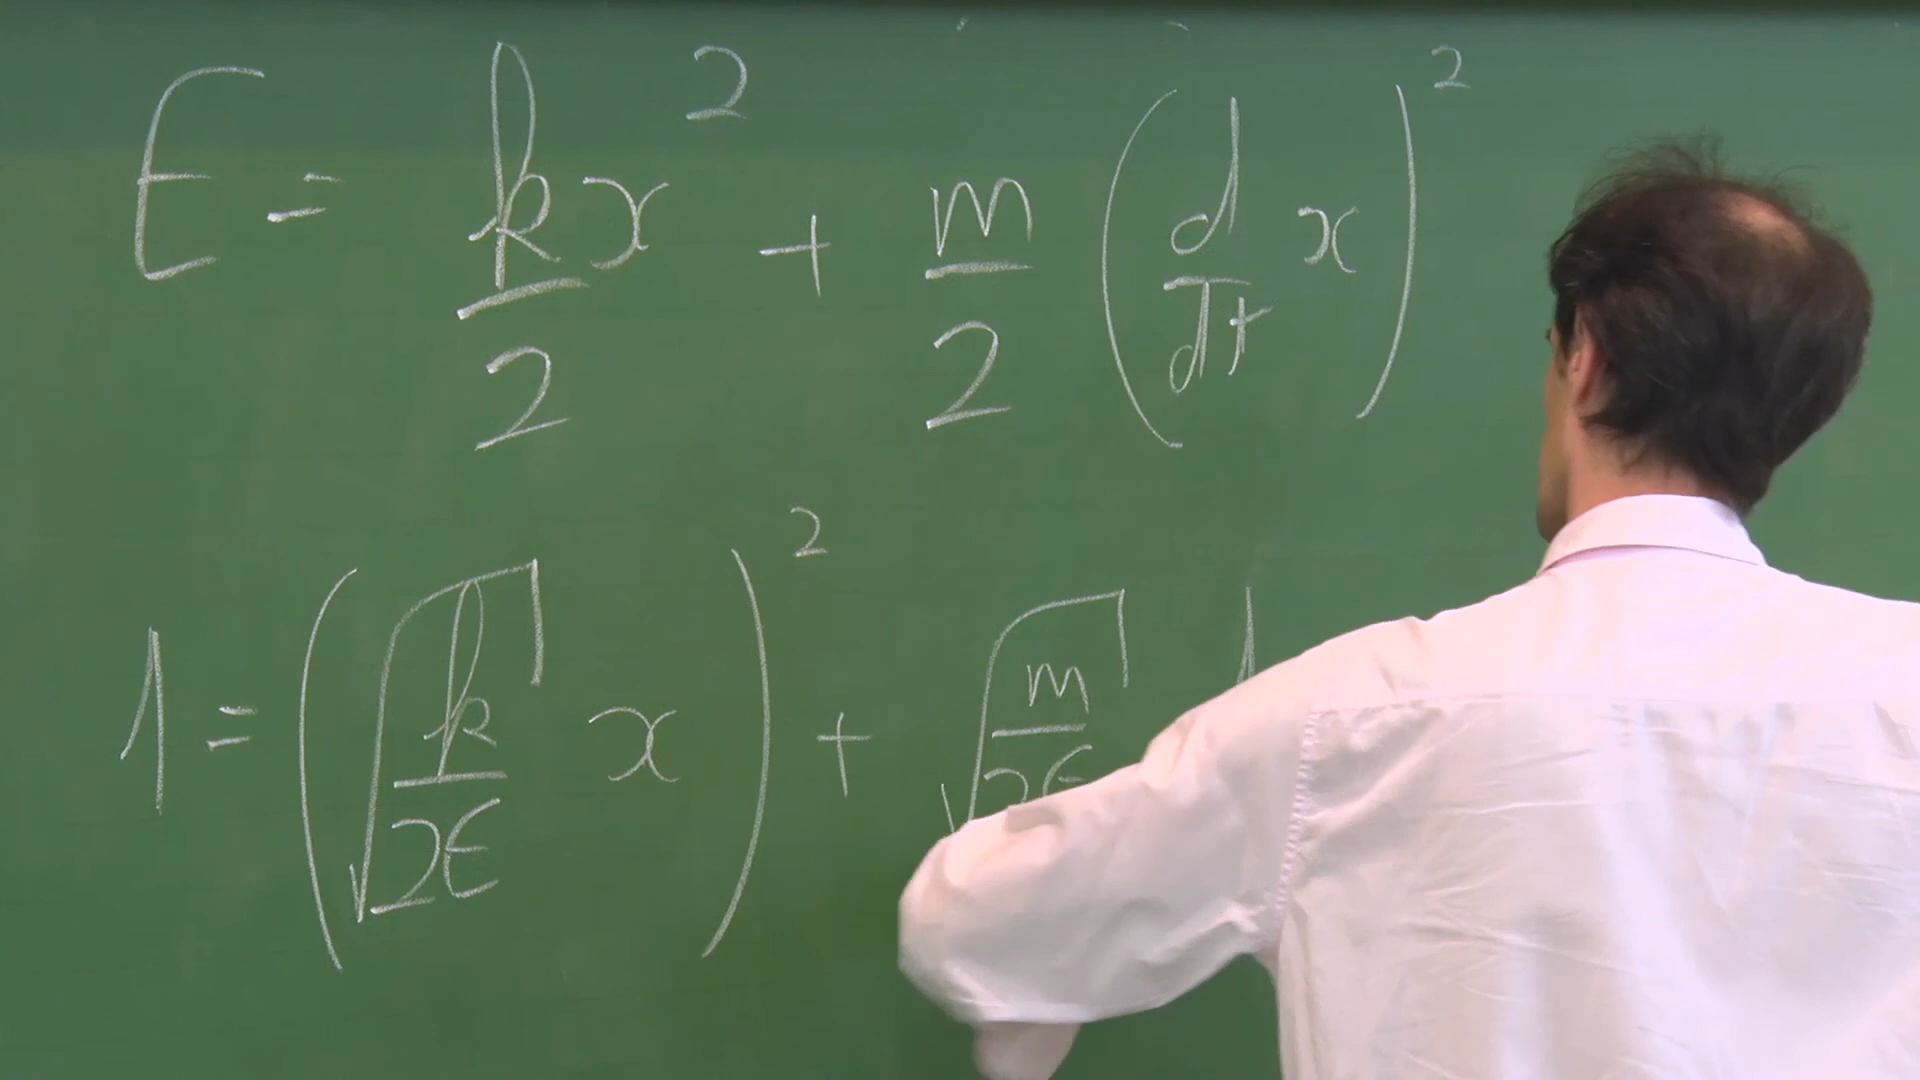 E = k/2 x² + m/2 (d/dt x)²
1 = (√(k/2E) x)² + √(m/2E) d